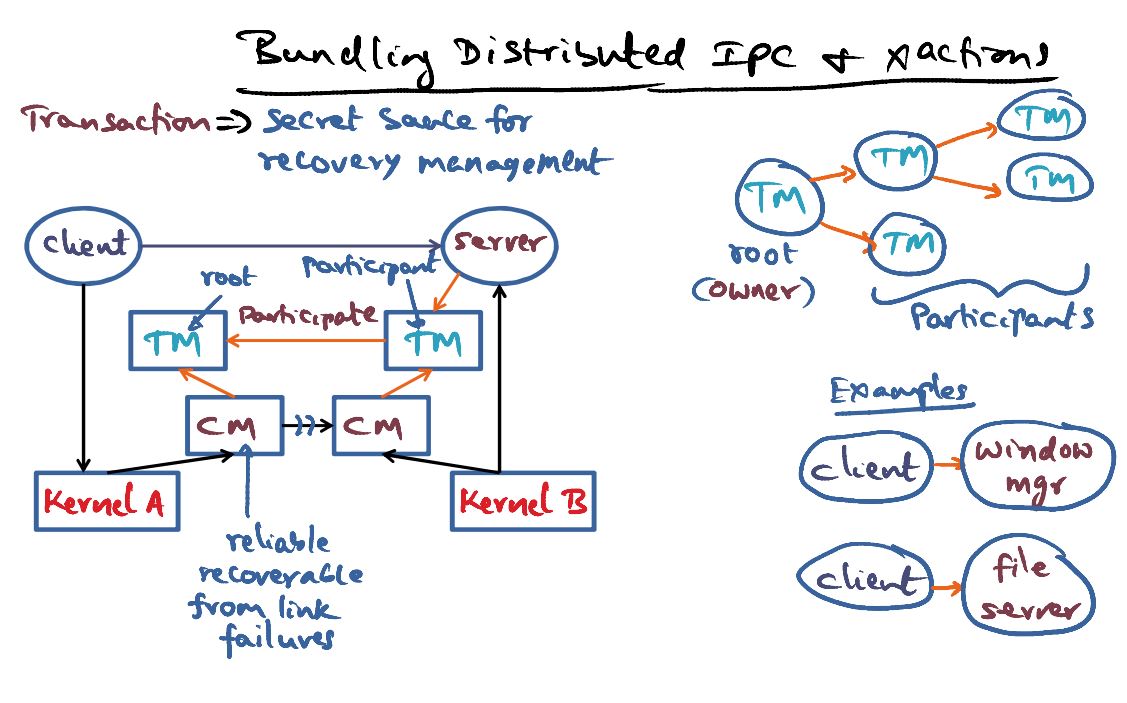 Bundling Distributed IPC & xactions
Transaction => secret sauce for
recovery management
client
server
root
participant
Participate
TM
TM
CM
CM
Kernel A
Kernel B
reliable
recoverable
from link
failures
TM
TM
TM
TM
TM
root
(owner)
Participants
Examples
client
window
mgr
client
file
server